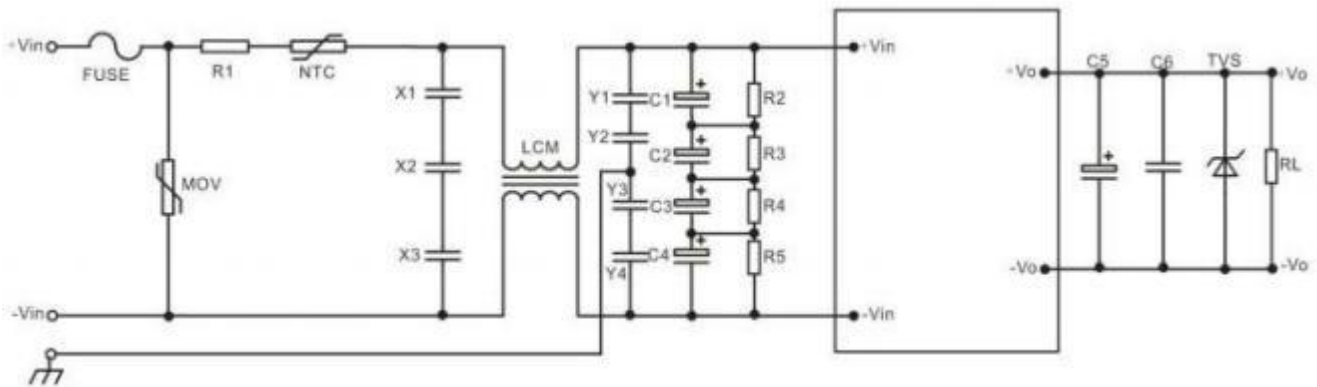 +Vin
FUSE
R1
NTC
MOV
X1
X2
X3
LCM
Y1
Y2
Y3
Y4
C1
+
C2
+
C3
+
C4
+
R2
R3
R4
R5
+Vin
-Vin
+Vo
-Vo
C5
+
C6
TVS
+Vo
RL
-Vo
-Vin